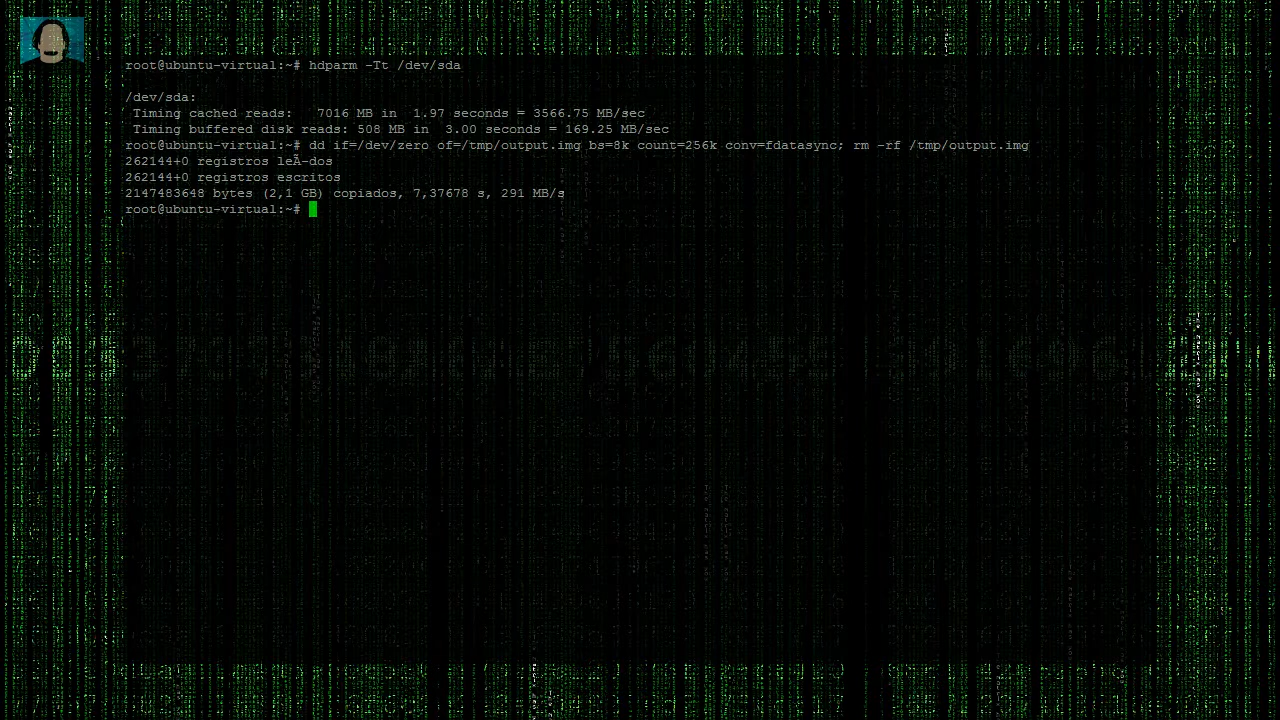 root@ubuntu-virtual:~# hdparm -Tt /dev/sda
/dev/sda:
Timing cached reads:   7016 MB in  1.97 seconds = 3566.75 MB/sec
Timing buffered disk reads: 508 MB in  3.00 seconds = 169.25 MB/sec
root@ubuntu-virtual:~# dd if=/dev/zero of=/tmp/output.img bs=8k count=256k conv=fdatasync; rm -rf /tmp/output.img
262144+0 registros leÃ­dos
262144+0 registros escritos
2147483648 bytes (2,1 GB) copiados, 7,37678 s, 291 MB/s
root@ubuntu-virtual:~#